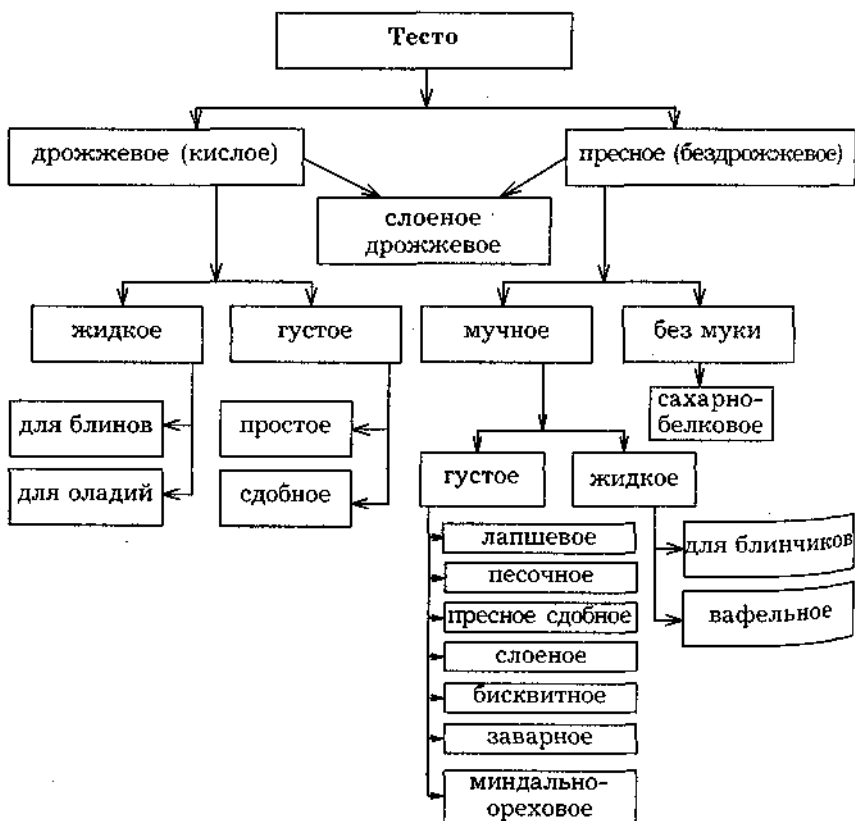 Тесто
дрожжевое (кислое)
пресное (бездрожжевое)
слоеное
дрожжевое
жидкое
густое
мучное
без муки
для блинов
для оладий
простое
сдобное
сахарно-
белковое
густое
жидкое
лапшевое
песочное
пресное сдобное
слоеное
бисквитное
заварное
миндально-
ореховое
для блинчиков
вафельное